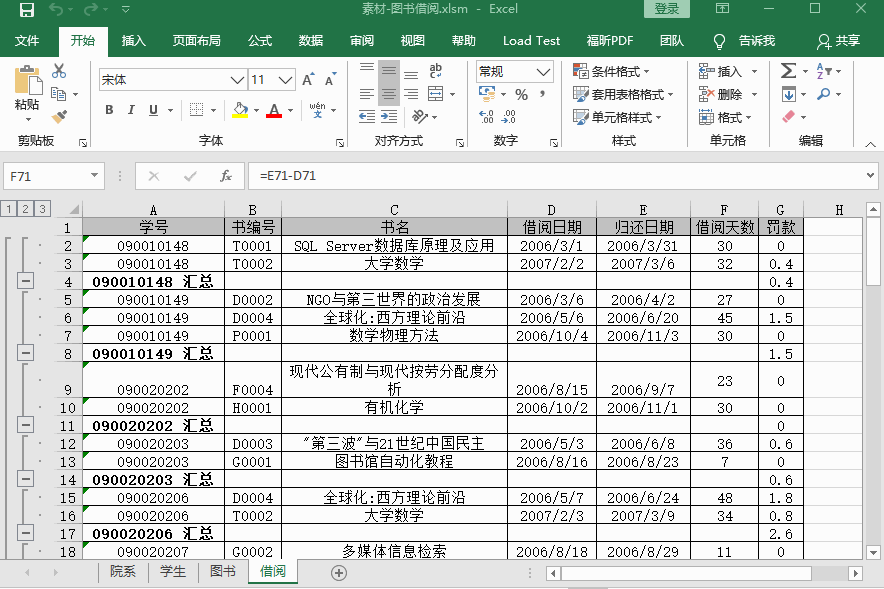 素材-图书借阅.xlsm - Excel 登录
文件 开始 插入 页面布局 公式 数据 审阅 视图 帮助 Load Test 福昕PDF 团队 告诉我 共享
粘贴 宋体 11 A A ab 常规 条件格式 插入 Σ
套用表格格式 删除
B I U A wén 文 % , 单元格样式 格式
剪贴板 字体 对齐方式 数字 样式 单元格 编辑
F71 fx =E71-D71
1 2 3 A B C D E F G H
1 学号 书编号 书名 借阅日期 归还日期 借阅天数 罚款
2 090010148 T0001 SQL Server数据库原理及应用 2006/3/1 2006/3/31 30 0
3 090010148 T0002 大学数学 2007/2/2 2007/3/6 32 0.4
4 090010148 汇总 0.4
5 090010149 D0002 NGO与第三世界的政治发展 2006/3/6 2006/4/2 27 0
6 090010149 D0004 全球化:西方理论前沿 2006/5/6 2006/6/20 45 1.5
7 090010149 P0001 数学物理方法 2006/10/4 2006/11/3 30 0
8 090010149 汇总 1.5
9 090020202 F0004 现代公有制与现代按劳分配度分析 2006/8/15 2006/9/7 23 0
10 090020202 H0001 有机化学 2006/10/2 2006/11/1 30 0
11 090020202 汇总 0
12 090020203 D0003 "第三波"与21世纪中国民主 2006/5/3 2006/6/8 36 0.6
13 090020203 G0001 图书馆自动化教程 2006/8/16 2006/8/23 7 0
14 090020203 汇总 0.6
15 090020206 D0004 全球化:西方理论前沿 2006/5/7 2006/6/24 48 1.8
16 090020206 T0002 大学数学 2007/2/3 2007/3/9 34 0.8
17 090020206 汇总 2.6
18 090020207 G0002 多媒体信息检索 2006/8/18 2006/8/29 11 0
院系 学生 图书 借阅